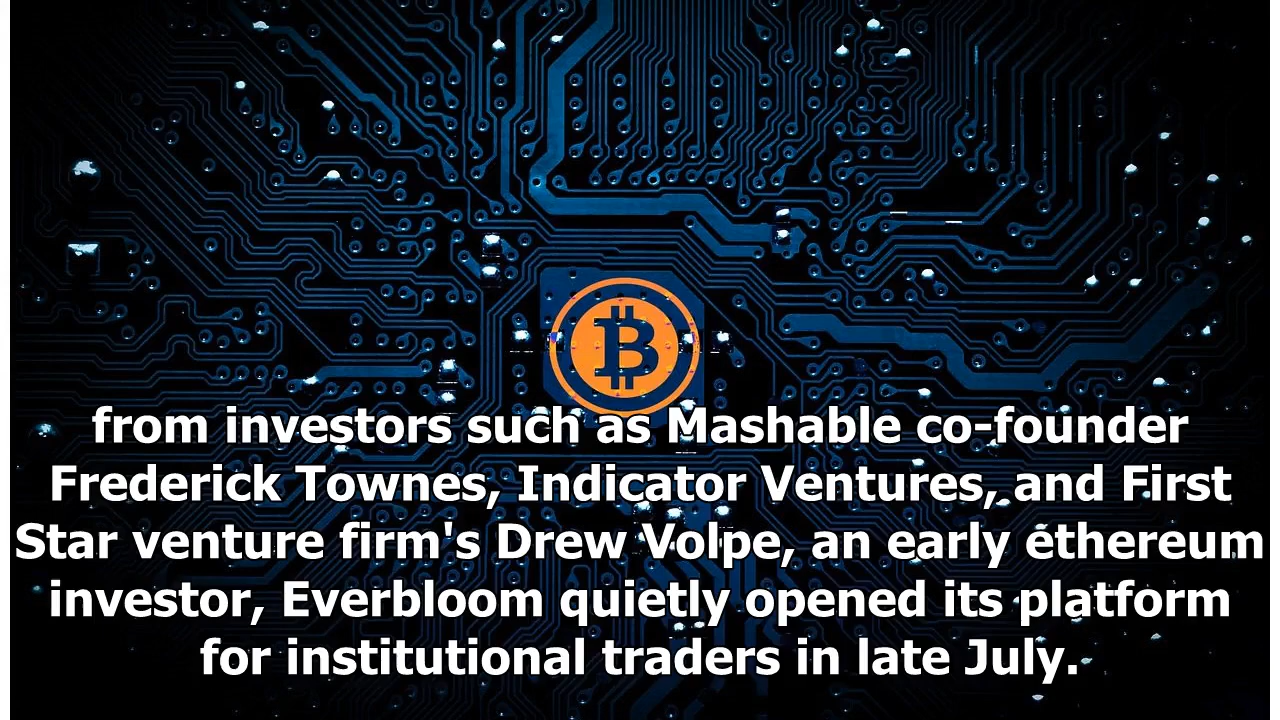 from investors such as Mashable co-founder
Frederick Townes, Indicator Ventures, and First
Star venture firm's Drew Volpe, an early ethereum
investor, Everbloom quietly opened its platform
for institutional traders in late July.